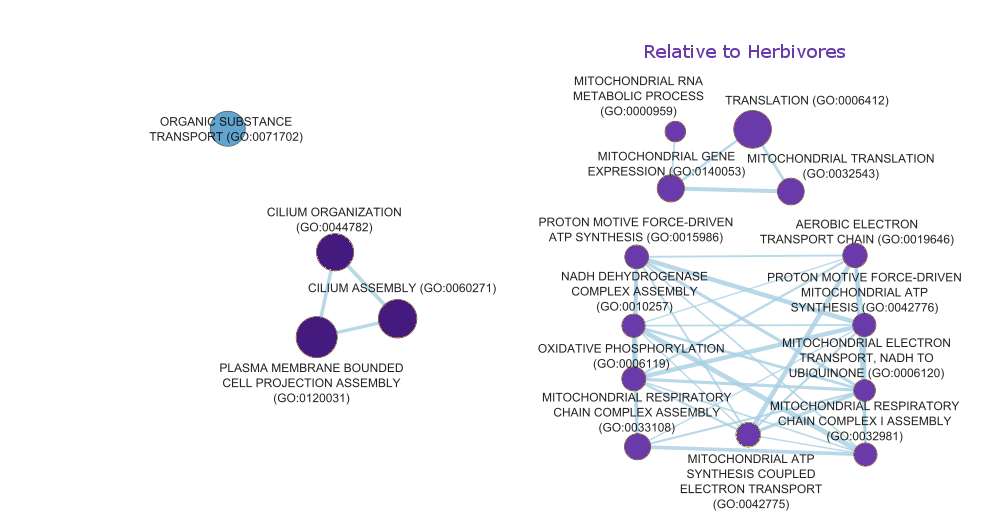 Relative to Herbivores
ORGANIC SUBSTANCE
TRANSPORT (GO:0071702)
CILIUM ORGANIZATION
(GO:0044782)
CILIUM ASSEMBLY (GO:0060271)
PLASMA MEMBRANE BOUNDED
CELL PROJECTION ASSEMBLY
(GO:0120031)
MITOCHONDRIAL RNA
METABOLIC PROCESS
(GO:0000959)
TRANSLATION (GO:0006412)
MITOCHONDRIAL GENE
EXPRESSION (GO:0140053)
MITOCHONDRIAL TRANSLATION
(GO:0032543)
PROTON MOTIVE FORCE-DRIVEN
ATP SYNTHESIS (GO:0015986)
AEROBIC ELECTRON
TRANSPORT CHAIN (GO:0019646)
NADH DEHYDROGENASE
COMPLEX ASSEMBLY
(GO:0010257)
PROTON MOTIVE FORCE-DRIVEN
MITOCHONDRIAL ATP
SYNTHESIS (GO:0042776)
OXIDATIVE PHOSPHORYLATION
(GO:0006119)
MITOCHONDRIAL ELECTRON
TRANSPORT, NADH TO
UBIQUINONE (GO:0006120)
MITOCHONDRIAL RESPIRATORY
CHAIN COMPLEX ASSEMBLY
(GO:0033108)
MITOCHONDRIAL RESPIRATORY
CHAIN COMPLEX I ASSEMBLY
(GO:0032981)
MITOCHONDRIAL ATP
SYNTHESIS COUPLED
ELECTRON TRANSPORT
(GO:0042775)